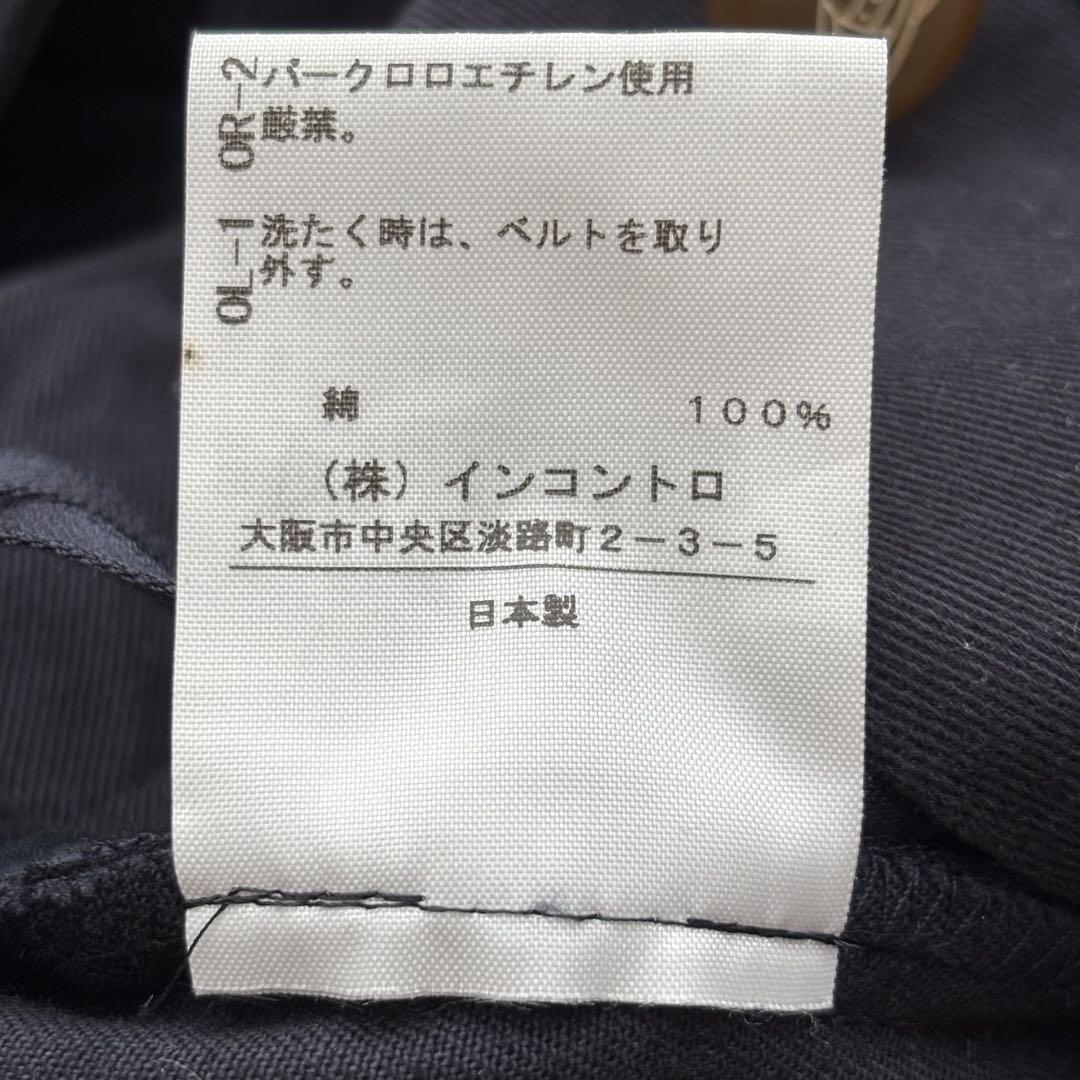 OR-2
パークロロエチレン使用
厳禁。
OL-1
洗たく時は、ベルトを取り
外す。
綿 100%
(株)インコントロ
大阪市中央区淡路町2-3-5
日本製